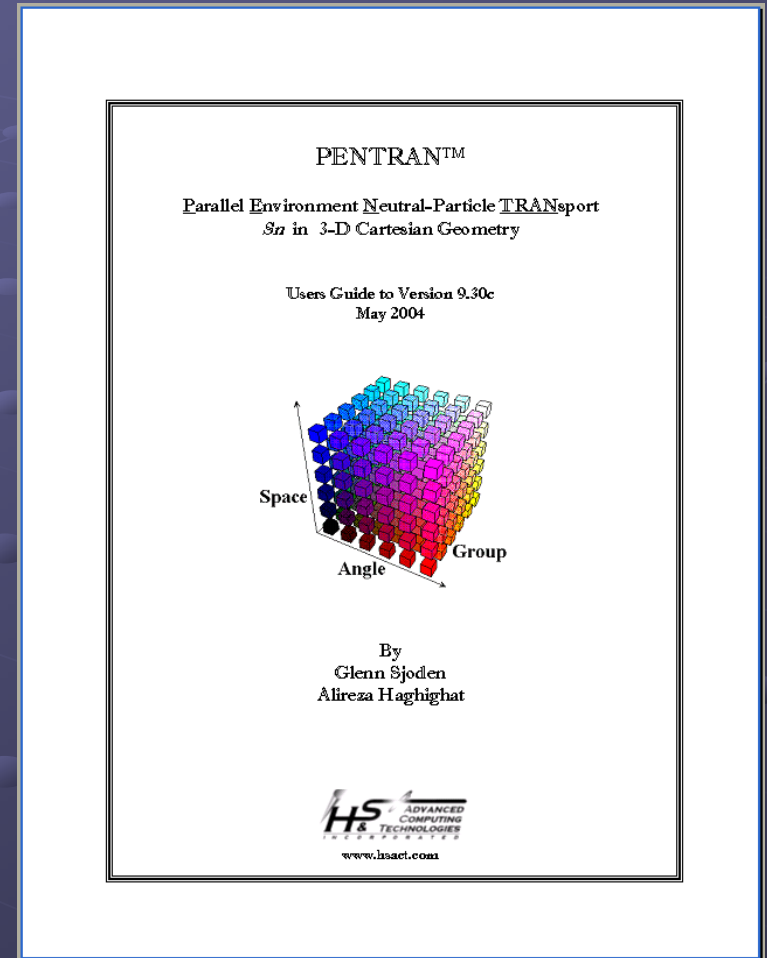 PENTRAN™
Parallel Environment Neutral-Particle TRANsport
Sn in 3-D Cartesian Geometry
Users Guide to Version 9.30c
May 2004
Space
Group
Angle
By
Glenn Sjoden
Alireza Haghighat
H&S ADVANCED
COMPUTING
TECHNOLOGIES
INCORPORATED
www.hsact.com